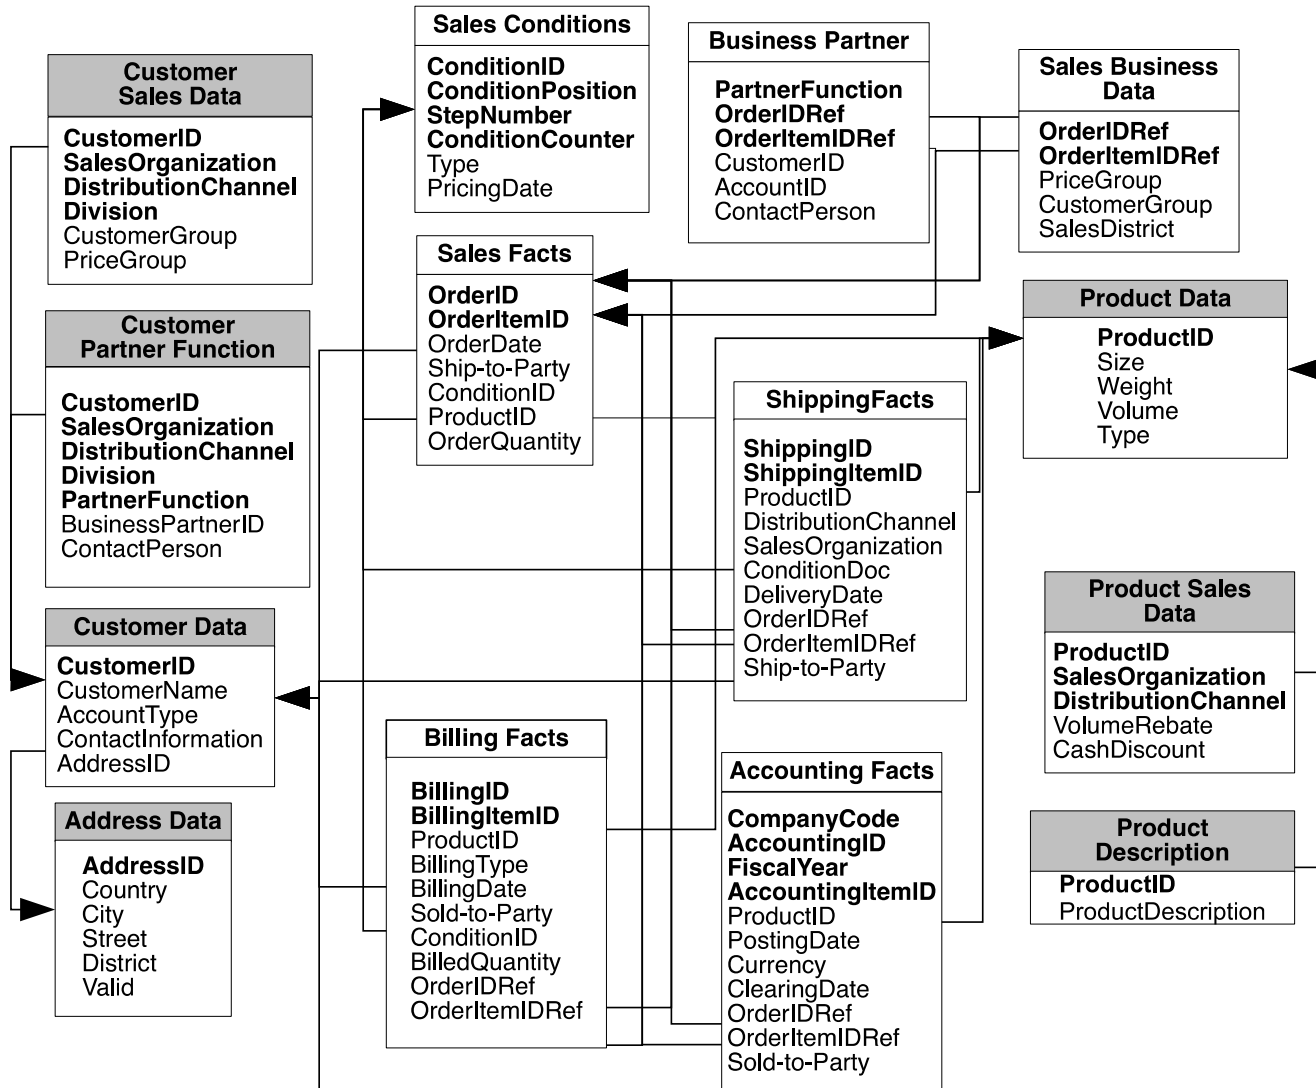 Customer
Sales Data
CustomerID
SalesOrganization
DistributionChannel
Division
CustomerGroup
PriceGroup
Customer
Partner Function
CustomerID
SalesOrganization
DistributionChannel
Division
PartnerFunction
BusinessPartnerID
ContactPerson
Customer Data
CustomerID
CustomerName
AccountType
ContactInformation
AddressID
Address Data
AddressID
Country
City
Street
District
Valid
Sales Conditions
ConditionID
ConditionPosition
StepNumber
ConditionCounter
Type
PricingDate
Sales Facts
OrderID
OrderItemID
OrderDate
Ship-to-Party
ConditionID
ProductID
OrderQuantity
Billing Facts
BillingID
BillingItemID
ProductID
BillingType
BillingDate
Sold-to-Party
ConditionID
BilledQuantity
OrderIDRef
OrderItemIDRef
Business Partner
PartnerFunction
OrderIDRef
OrderItemIDRef
CustomerID
AccountID
ContactPerson
ShippingFacts
ShippingID
ShippingItemID
ProductID
DistributionChannel
SalesOrganization
ConditionDoc
DeliveryDate
OrderIDRef
OrderItemIDRef
Ship-to-Party
Accounting Facts
CompanyCode
AccountingID
FiscalYear
AccountingItemID
ProductID
PostingDate
Currency
ClearingDate
OrderIDRef
OrderItemIDRef
Sold-to-Party
Sales Business
Data
OrderIDRef
OrderItemIDRef
PriceGroup
CustomerGroup
SalesDistrict
Product Data
ProductID
Size
Weight
Volume
Type
Product Sales
Data
ProductID
SalesOrganization
DistributionChannel
VolumeRebate
CashDiscount
Product
Description
ProductID
ProductDescription